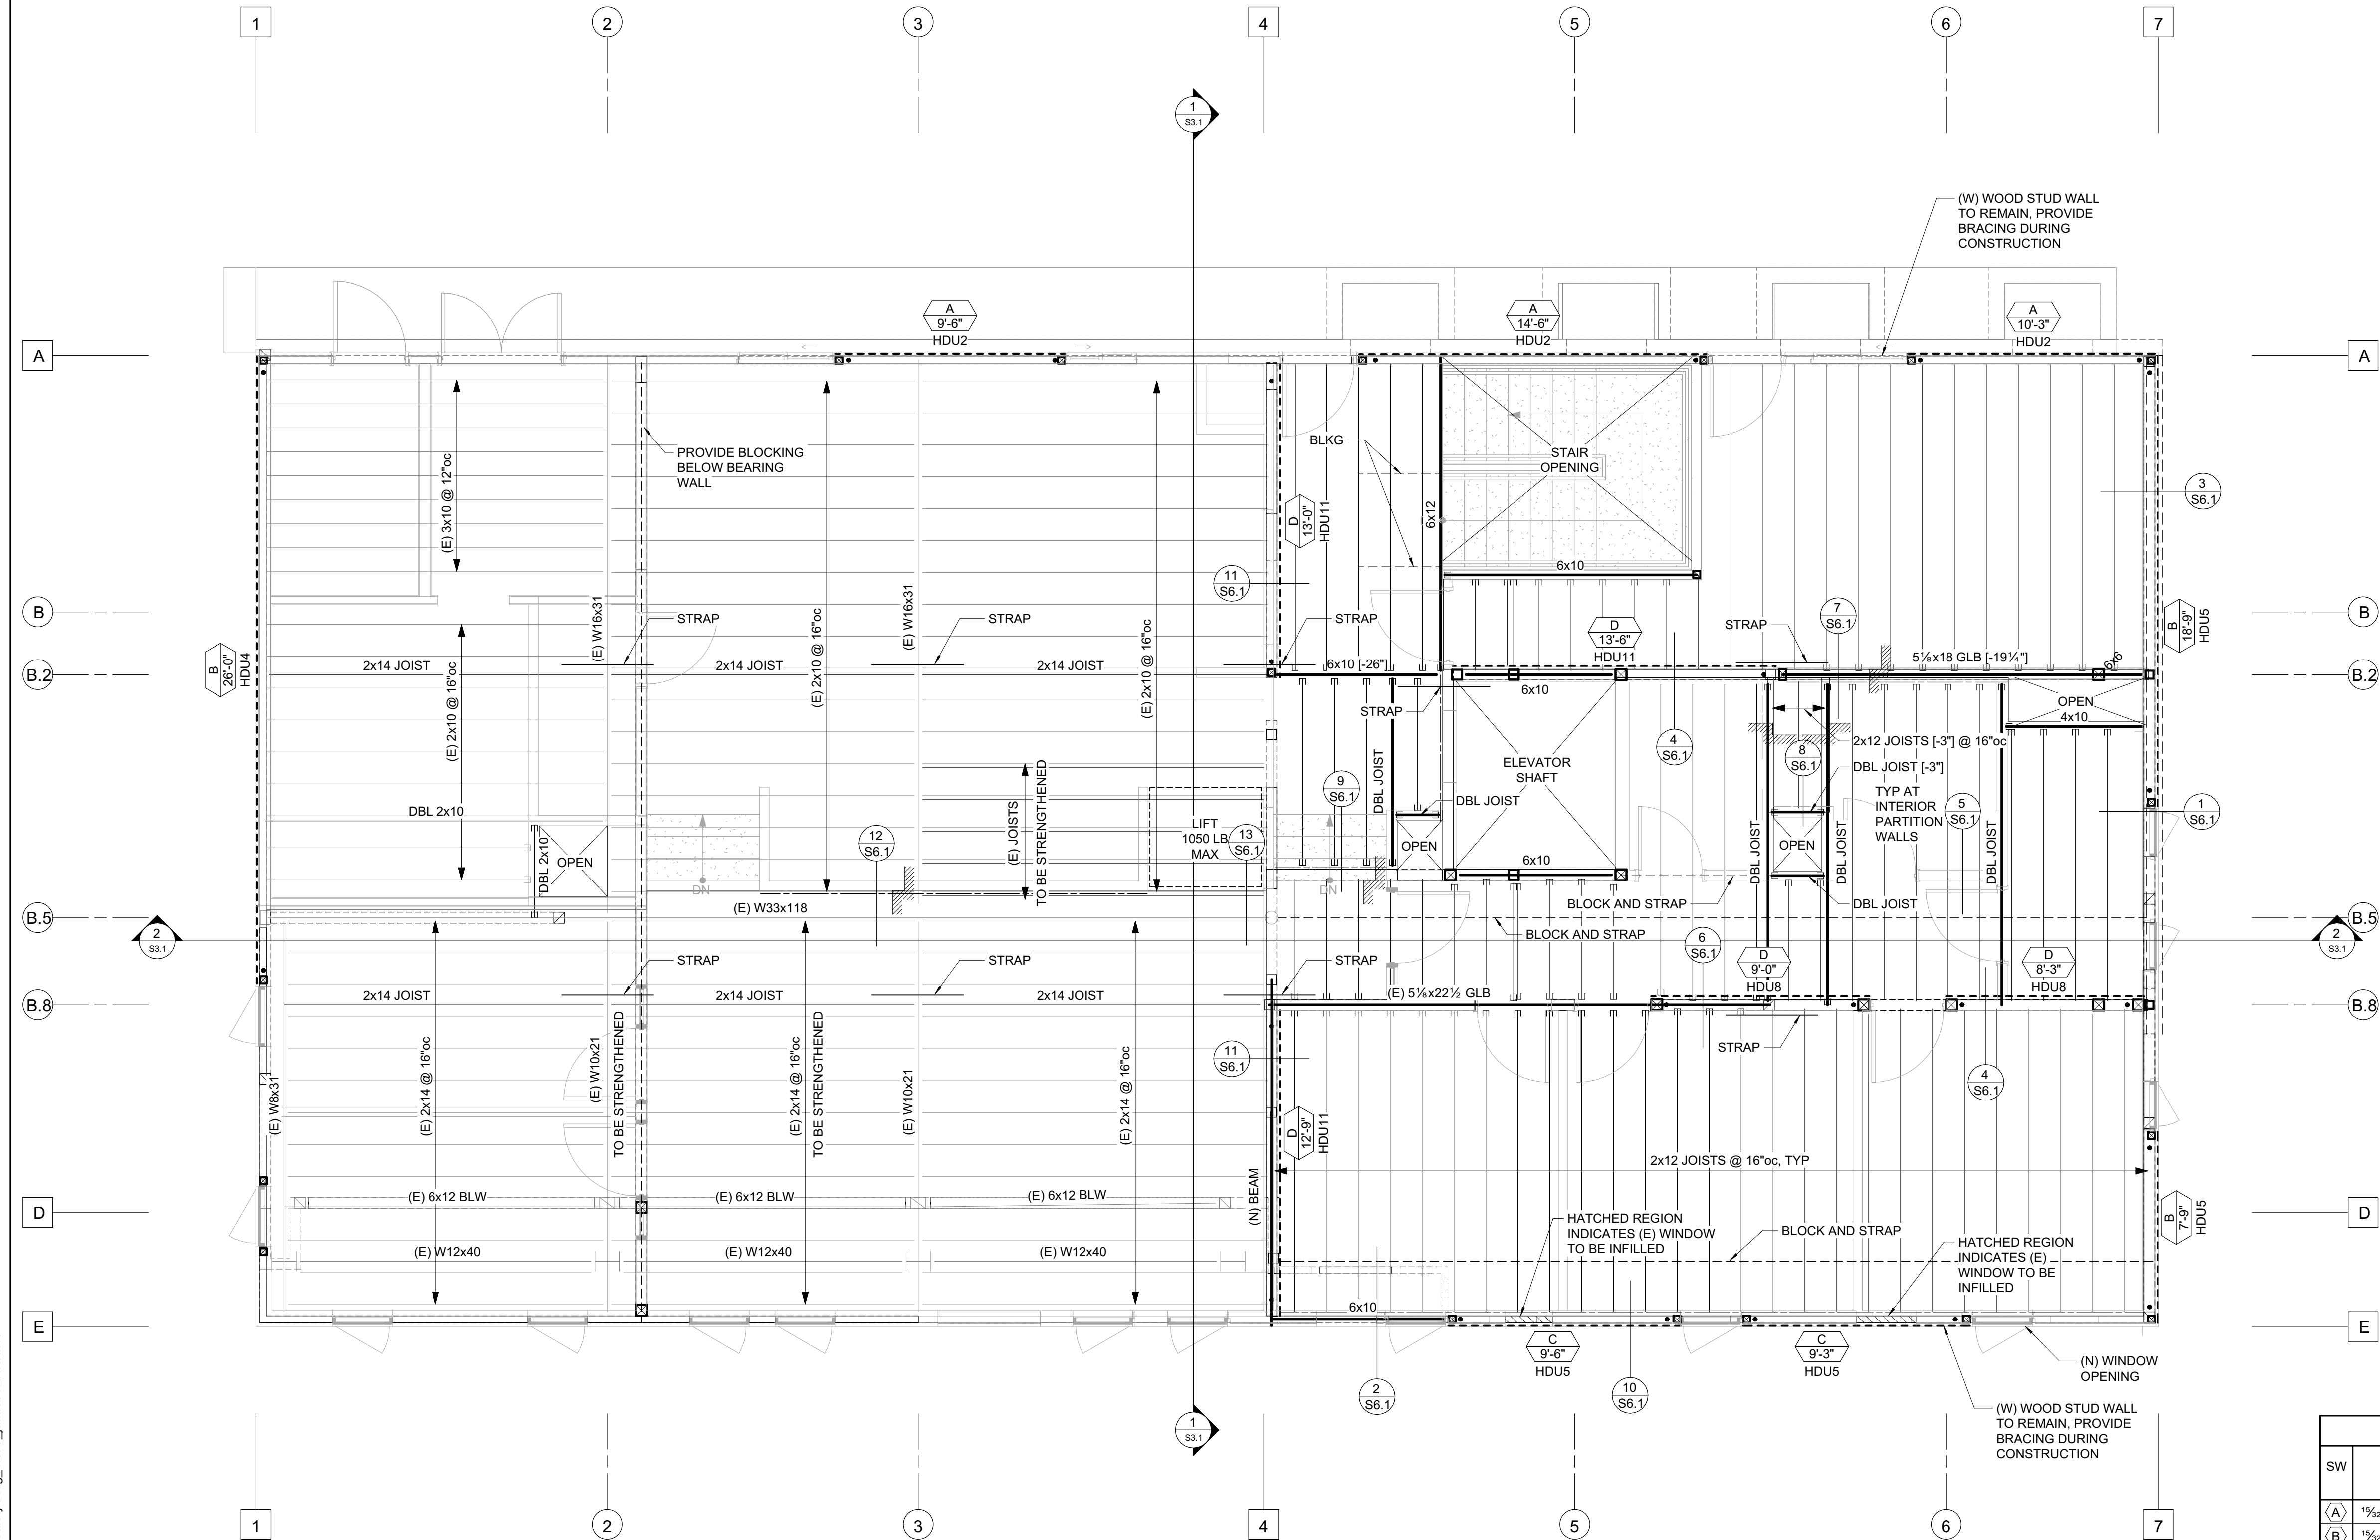 1
2
3
4
5
6
7
1
S3.1
(W) WOOD STUD WALL
TO REMAIN, PROVIDE
BRACING DURING
CONSTRUCTION
A
9'-6"
HDU2
A
14'-6"
HDU2
A
10'-3"
HDU2
A
A
PROVIDE BLOCKING
BELOW BEARING
WALL
(E) 3x10 @ 12"oc
BLKG
STAIR
OPENING
D
13'-0"
HDU11
6x12
3
S6.1
6x10
11
S6.1
B
B
(E) W16x31
STRAP
(E) 2x10 @ 16"oc
(E) W16x31
STRAP
(E) 2x10 @ 16"oc
STRAP
D
13'-6"
HDU11
STRAP
7
S6.1
B
18'-9"
HDU5
B
26'-0"
HDU4
2x14 JOIST
2x14 JOIST
2x14 JOIST
6x10 [-26"]
5⅛x18 GLB [-19¼"]
6x6
B.2
B.2
(E) 2x10 @ 16"oc
6x10
STRAP
OPEN
4x10
4
S6.1
2x12 JOISTS [-3"] @ 16"oc
8
S6.1
ELEVATOR
SHAFT
DBL JOIST [-3"]
9
S6.1
DBL JOIST
DBL JOIST
TYP AT
INTERIOR
PARTITION
WALLS
5
S6.1
1
S6.1
DBL 2x10
(E) JOISTS
TO BE STRENGTHENED
LIFT
1050 LB
MAX
12
S6.1
13
S6.1
DBL 2x10
OPEN
OPEN
OPEN
6x10
DBL JOIST
DBL JOIST
DBL JOIST
DN
DN
(E) W33x118
BLOCK AND STRAP
DBL JOIST
B.5
B.5
2
S3.1
BLOCK AND STRAP
6
S6.1
2
S3.1
STRAP
STRAP
STRAP
D
9'-0"
HDU8
D
8'-3"
HDU8
2x14 JOIST
2x14 JOIST
2x14 JOIST
(E) 5⅛x22½ GLB
B.8
B.8
STRAP
11
S6.1
4
S6.1
(E) W8x31
(E) 2x14 @ 16"oc
(E) W10x21
TO BE STRENGTHENED
(E) 2x14 @ 16"oc
TO BE STRENGTHENED
(E) W10x21
(E) 2x14 @ 16"oc
D
12'-9"
HDU11
2x12 JOISTS @ 16"oc, TYP
(E) 6x12 BLW
(E) 6x12 BLW
(E) 6x12 BLW
(N) BEAM
D
D
B
7'-9"
HDU5
HATCHED REGION
INDICATES (E) WINDOW
TO BE INFILLED
BLOCK AND STRAP
HATCHED REGION
INDICATES (E)
WINDOW TO BE
INFILLED
(E) W12x40
(E) W12x40
(E) W12x40
6x10
E
E
C
9'-6"
HDU5
C
9'-3"
HDU5
(N) WINDOW
OPENING
2
S6.1
10
S6.1
(W) WOOD STUD WALL
TO REMAIN, PROVIDE
BRACING DURING
CONSTRUCTION
1
S3.1
SW
A
B
1
2
3
4
5
6
7